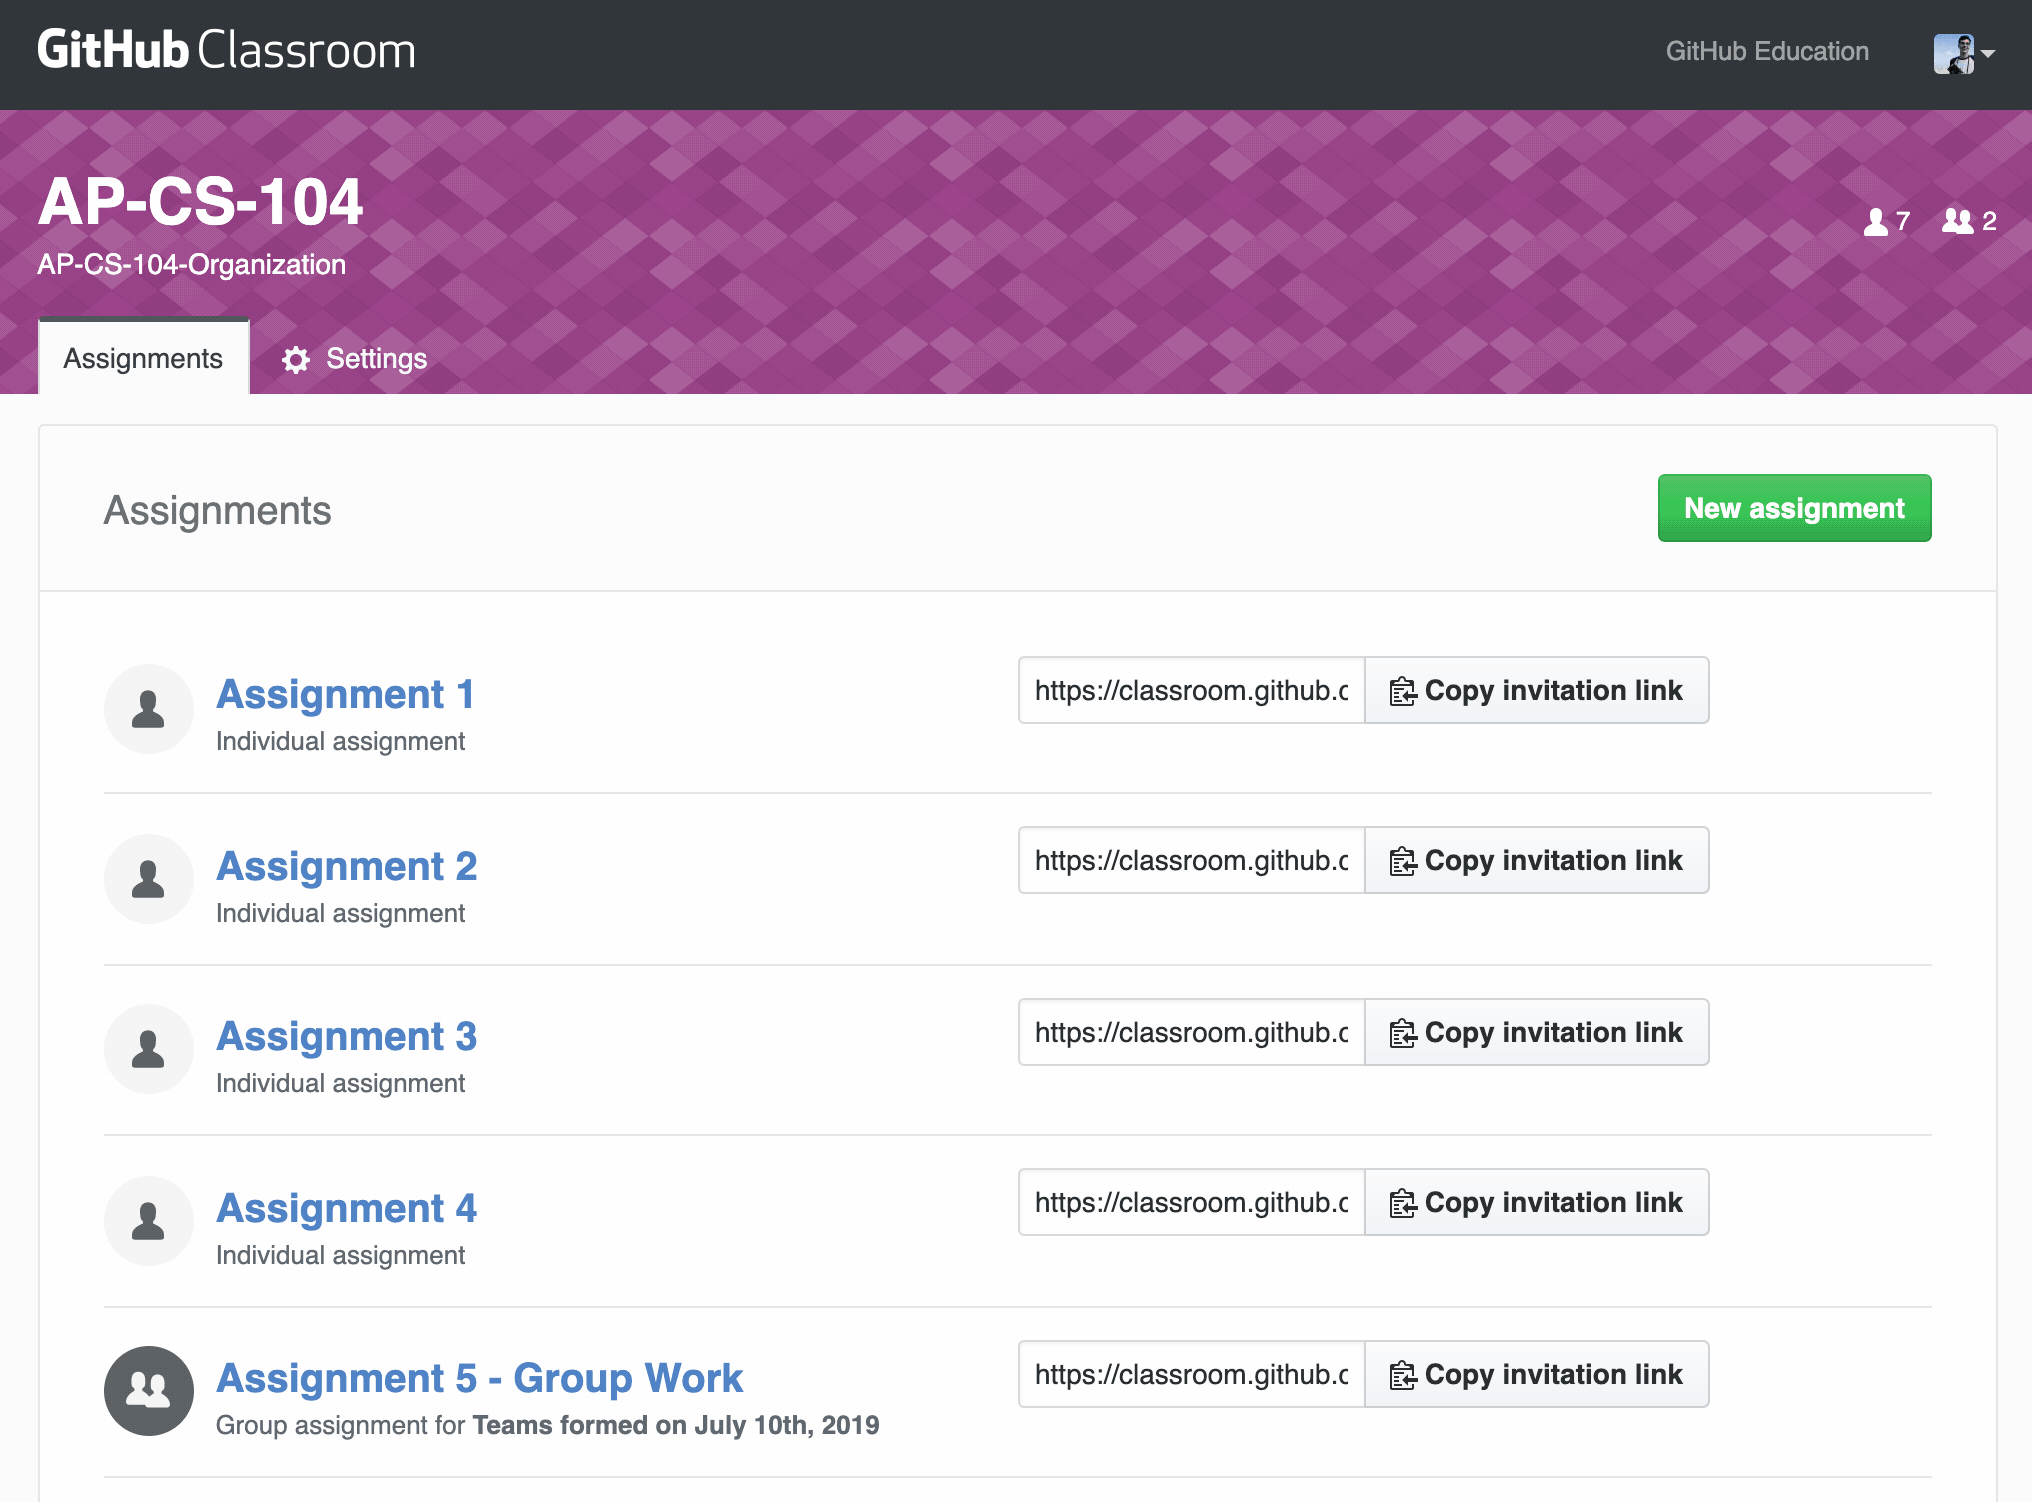 GitHub Classroom
GitHub Education
AP-CS-104
7 2
AP-CS-104-Organization
Assignments Settings
Assignments
New assignment
Assignment 1
https://classroom.github.c Copy invitation link
Individual assignment
Assignment 2
https://classroom.github.c Copy invitation link
Individual assignment
Assignment 3
https://classroom.github.c Copy invitation link
Individual assignment
Assignment 4
https://classroom.github.c Copy invitation link
Individual assignment
Assignment 5 - Group Work
https://classroom.github.c Copy invitation link
Group assignment for Teams formed on July 10th, 2019